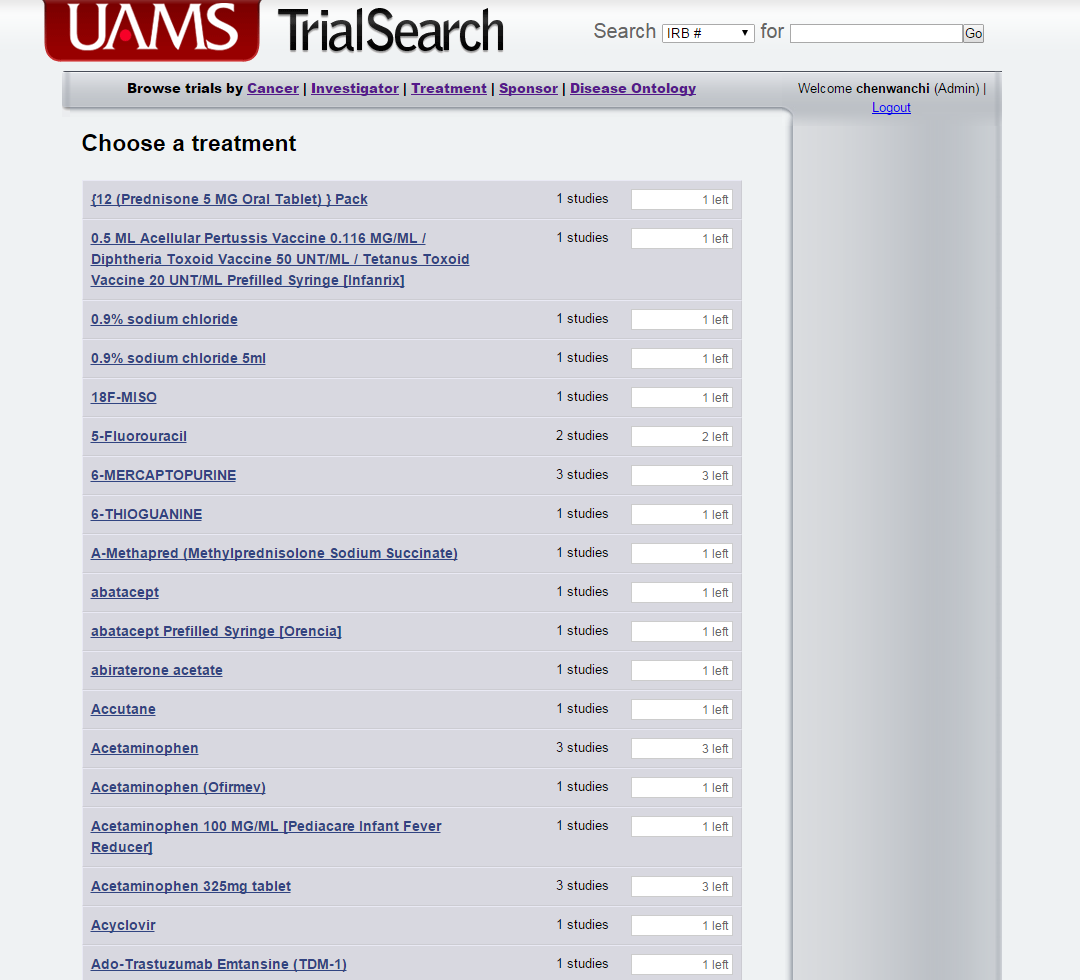 UAMS TrialSearch Search IRB # for Go
Browse trials by Cancer | Investigator | Treatment | Sponsor | Disease Ontology
Welcome chenwanchi (Admin) |
Logout
Choose a treatment
{12 (Prednisone 5 MG Oral Tablet) } Pack 1 studies 1 left
0.5 ML Acellular Pertussis Vaccine 0.116 MG/ML / 1 studies 1 left
Diphtheria Toxoid Vaccine 50 UNT/ML / Tetanus Toxoid
Vaccine 20 UNT/ML Prefilled Syringe [Infanrix]
0.9% sodium chloride 1 studies 1 left
0.9% sodium chloride 5ml 1 studies 1 left
18F-MISO 1 studies 1 left
5-Fluorouracil 2 studies 2 left
6-MERCAPTOPURINE 3 studies 3 left
6-THIOGUANINE 1 studies 1 left
A-Methapred (Methylprednisolone Sodium Succinate) 1 studies 1 left
abatacept 1 studies 1 left
abatacept Prefilled Syringe [Orencia] 1 studies 1 left
abiraterone acetate 1 studies 1 left
Accutane 1 studies 1 left
Acetaminophen 3 studies 3 left
Acetaminophen (Ofirmev) 1 studies 1 left
Acetaminophen 100 MG/ML [Pediacare Infant Fever 1 studies 1 left
Reducer]
Acetaminophen 325mg tablet 3 studies 3 left
Acyclovir 1 studies 1 left
Ado-Trastuzumab Emtansine (TDM-1) 1 studies 1 left